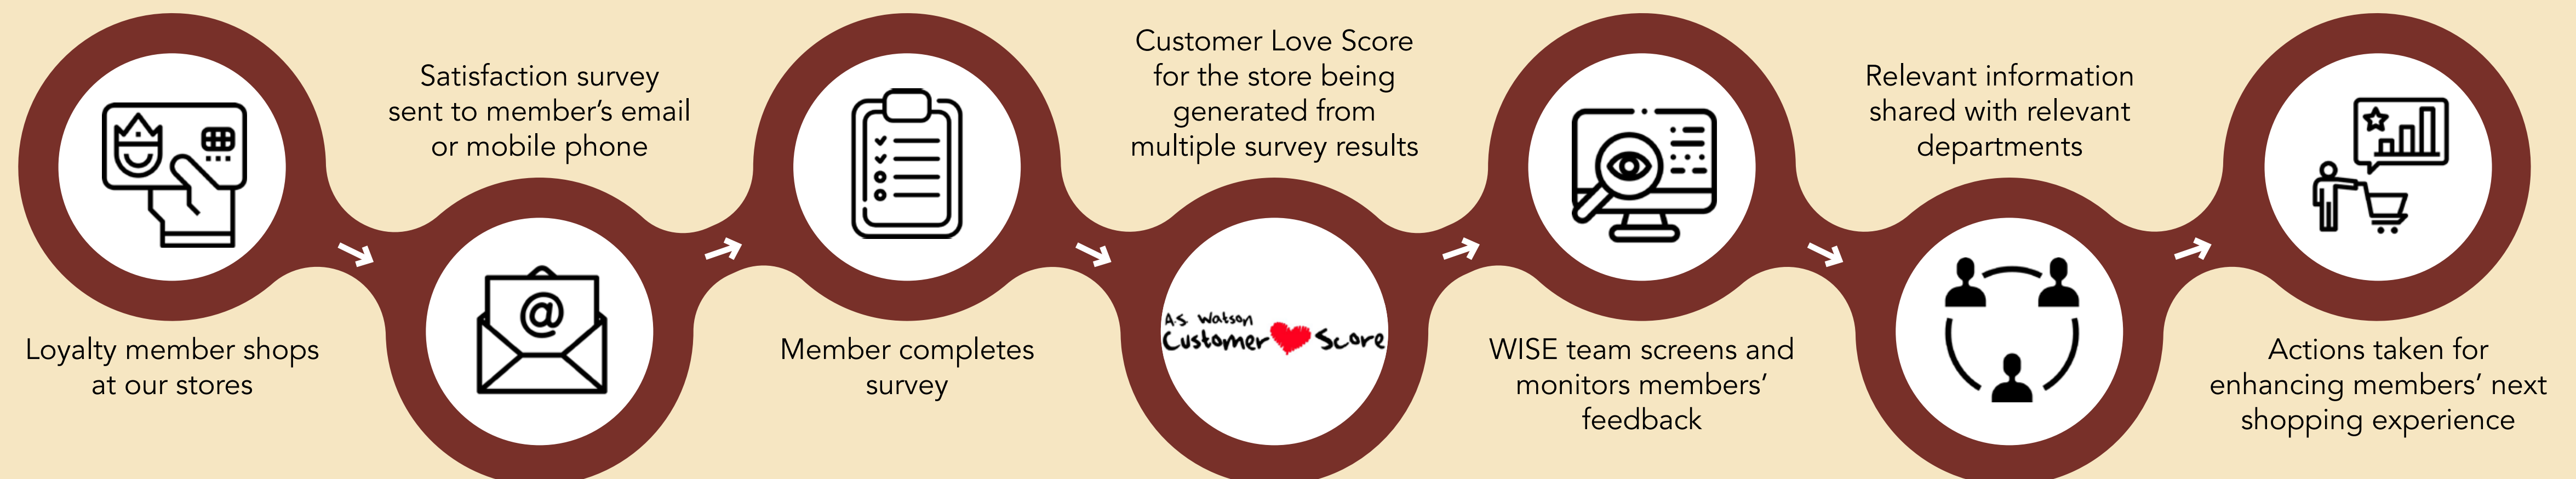 Loyalty member shops
at our stores
Satisfaction survey
sent to member’s email
or mobile phone
@
Member completes
survey
Customer Love Score
for the store being
generated from
multiple survey results
A.S. Watson
Customer Score
WISE team screens and
monitors members’
feedback
Relevant information
shared with relevant
departments
Actions taken for
enhancing members’ next
shopping experience